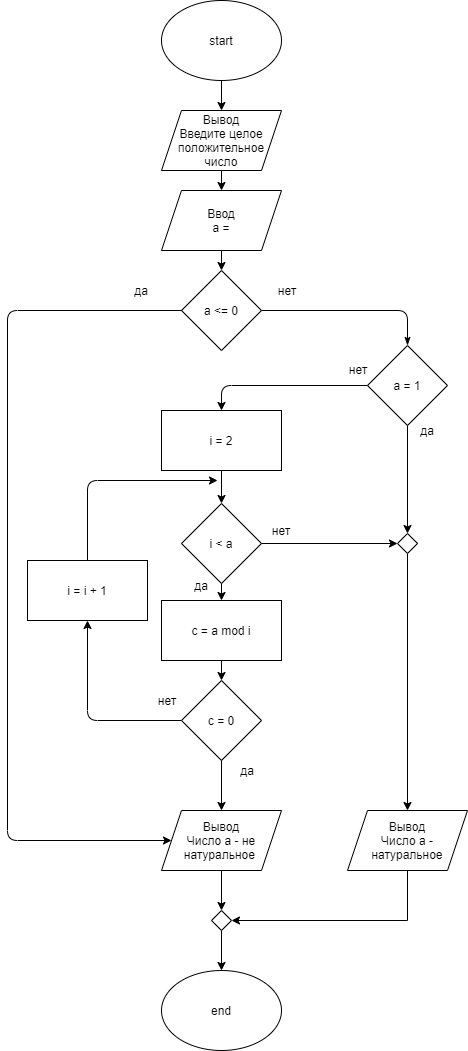 start
Вывод
Введите целое
положительное
число
Ввод
a =
да
нет
a <= 0
нет
a = 1
да
i = 2
нет
i < a
да
i = i + 1
c = a mod i
нет
c = 0
да
Вывод
Число а - не
натуральное
Вывод
Число а -
натуральное
end